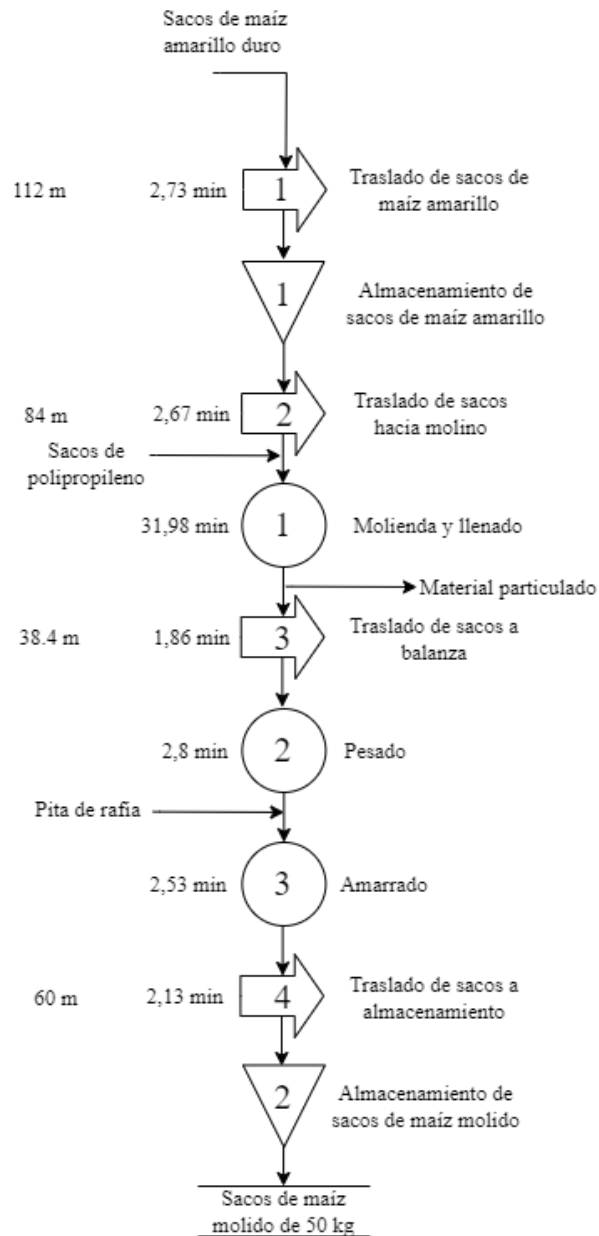 Sacos de maíz
amarillo duro
112 m
2,73 min
1
Traslado de sacos de
maíz amarillo
1
Almacenamiento de
sacos de maíz amarillo
84 m
2,67 min
2
Traslado de sacos
hacia molino
Sacos de
polipropileno
31,98 min
1
Molienda y llenado
Material particulado
38.4 m
1,86 min
3
Traslado de sacos a
balanza
2,8 min
2
Pesado
Pita de rafía
2,53 min
3
Amarrado
60 m
2,13 min
4
Traslado de sacos a
almacenamiento
2
Almacenamiento de
sacos de maíz molido
Sacos de maíz
molido de 50 kg